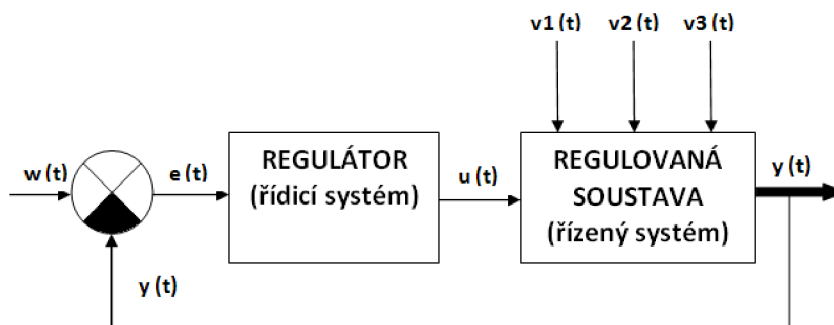 v1 (t) v2 (t) v3 (t)
w (t) e (t) REGULÁTOR
(řídicí systém) u (t) REGULOVANÁ
SOUSTAVA
(řízený systém) y (t)
y (t)